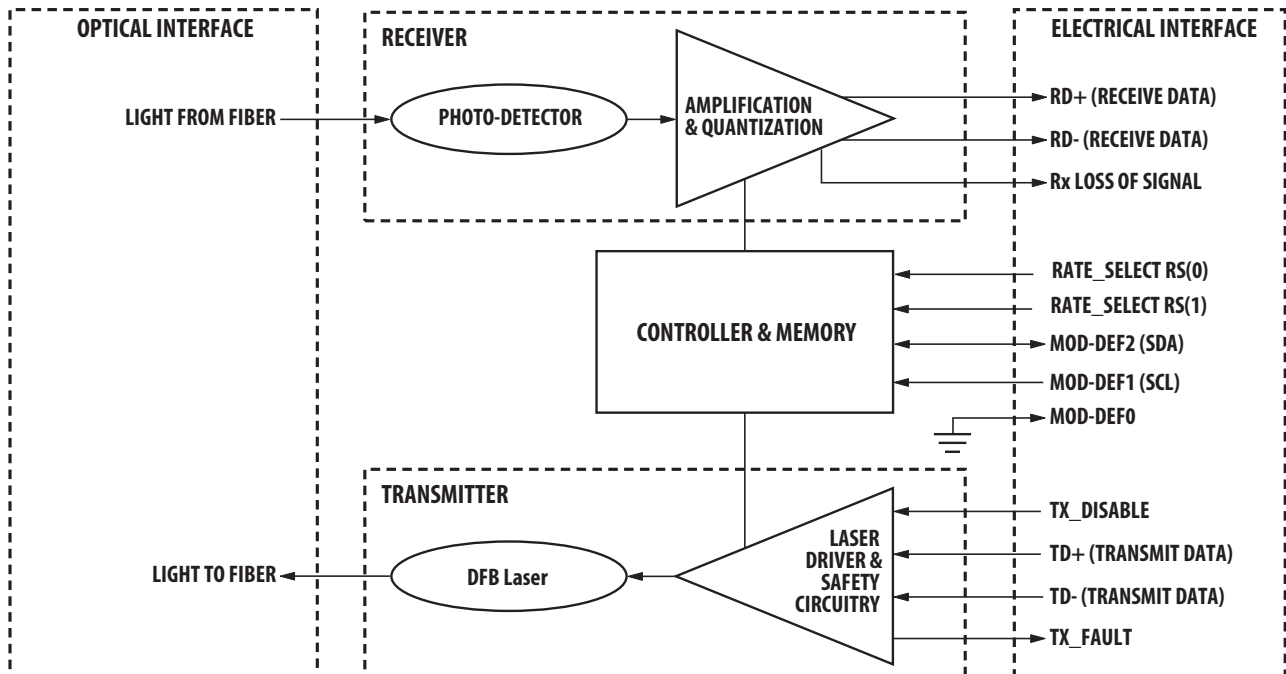 OPTICAL INTERFACE
RECEIVER
ELECTRICAL INTERFACE
LIGHT FROM FIBER
PHOTO-DETECTOR
AMPLIFICATION
& QUANTIZATION
RD+ (RECEIVE DATA)
RD- (RECEIVE DATA)
Rx LOSS OF SIGNAL
CONTROLLER & MEMORY
RATE_SELECT RS(0)
RATE_SELECT RS(1)
MOD-DEF2 (SDA)
MOD-DEF1 (SCL)
MOD-DEF0
TRANSMITTER
LIGHT TO FIBER
DFB Laser
LASER
DRIVER &
SAFETY
CIRCUITRY
TX_DISABLE
TD+ (TRANSMIT DATA)
TD- (TRANSMIT DATA)
TX_FAULT